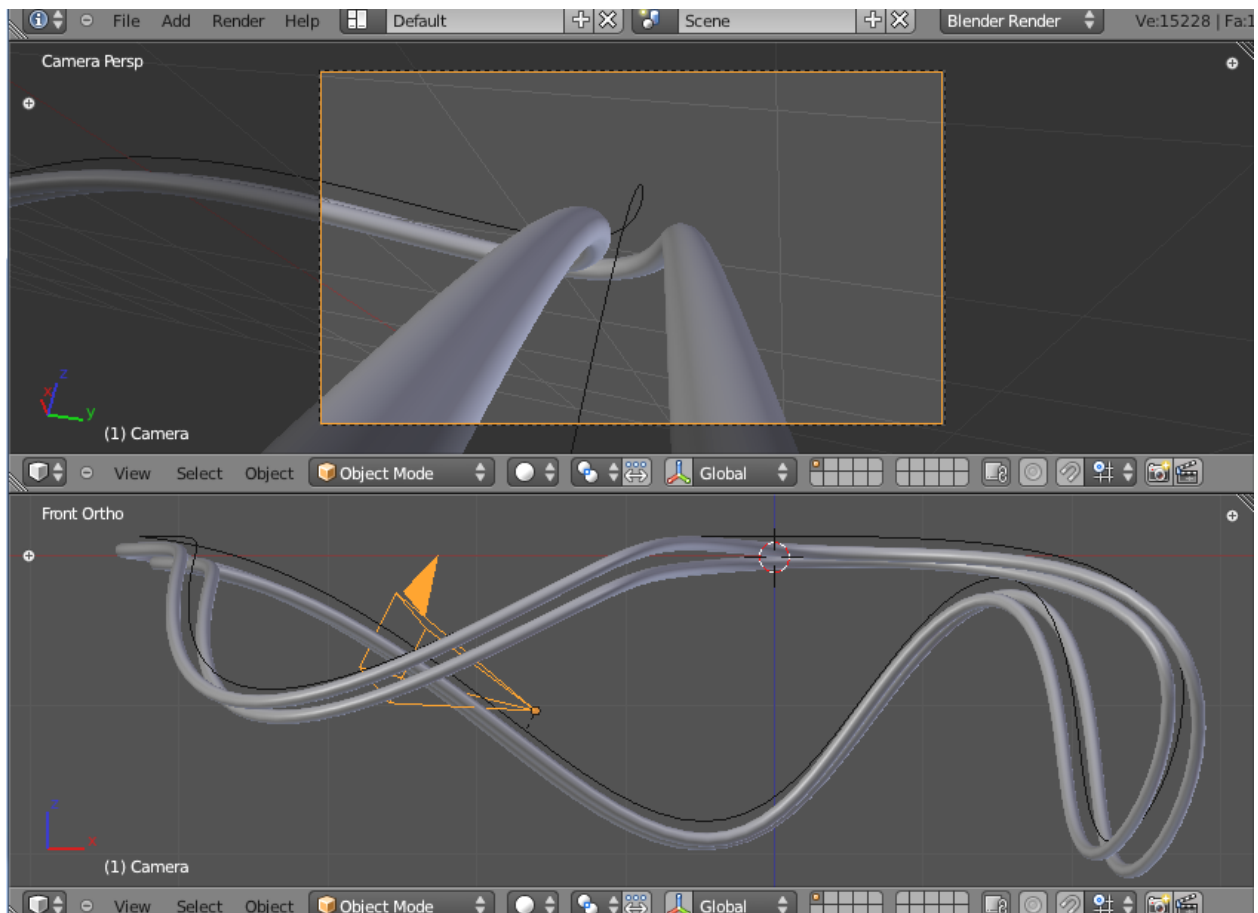 File Add Render Help Default Scene Blender Render Ve:15228 | Fa:1
Camera Persp
z
x
y
(1) Camera
View Select Object Object Mode Global
Front Ortho
z
x
(1) Camera
View Select Object Object Mode Global